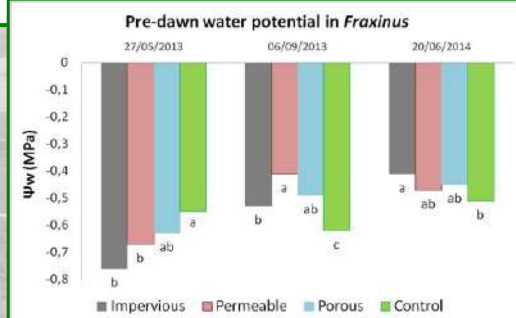 Pre-dawn water potential in Fraxinus
27/05/2013 06/09/2013 20/06/2014
0
-0,1
-0,2
-0,3
-0,4
-0,5
-0,6
-0,7
-0,8
Ψw (MPa)
b b ab a
b a ab c
a ab ab b
Impervious Permeable Porous Control